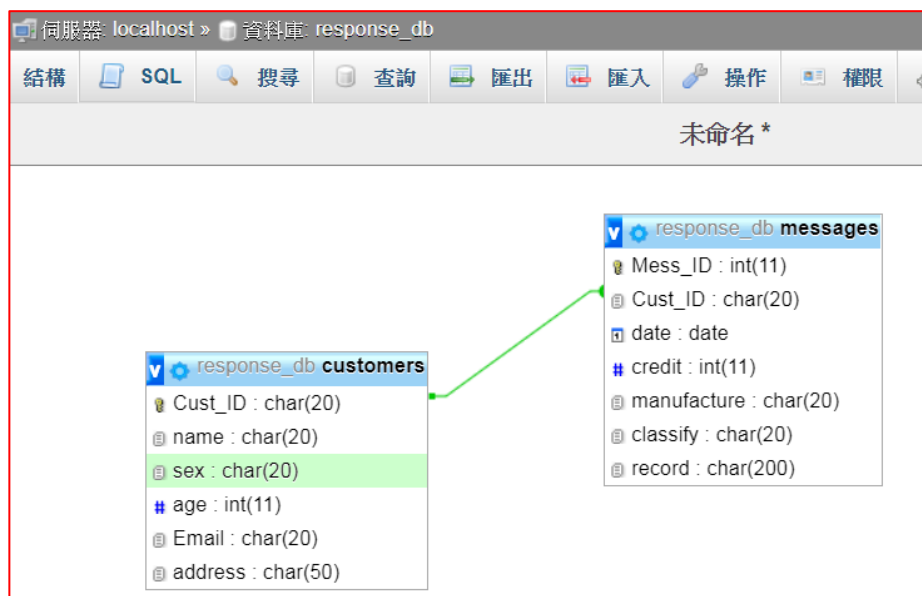 伺服器: localhost » 資料庫: response_db
結構 SQL 搜尋 查詢 匯出 匯入 操作 權限
未命名 *
v response_db messages
Mess_ID : int(11)
Cust_ID : char(20)
date : date
# credit : int(11)
manufacture : char(20)
classify : char(20)
record : char(200)
v response_db customers
Cust_ID : char(20)
name : char(20)
sex : char(20)
# age : int(11)
Email : char(20)
address : char(50)